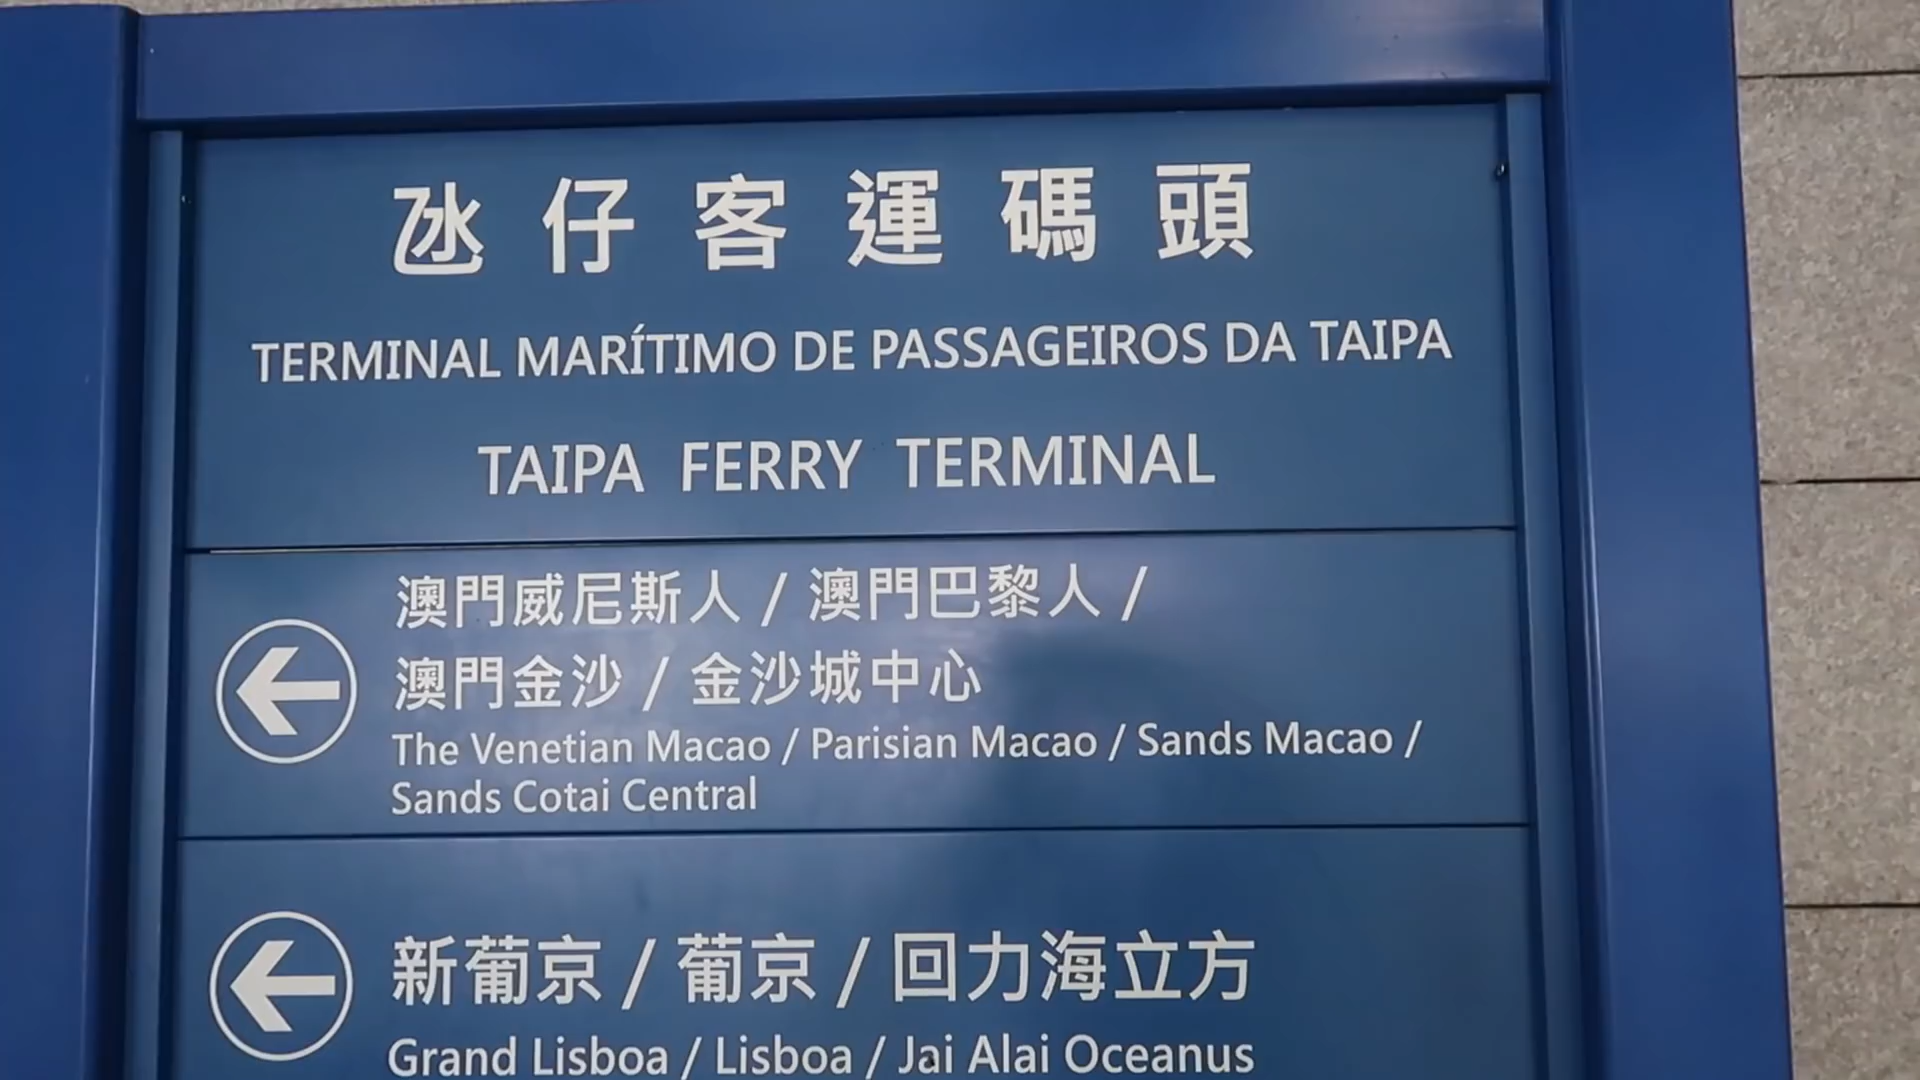 氹仔客運碼頭
TERMINAL MARÍTIMO DE PASSAGEIROS DA TAIPA
TAIPA FERRY TERMINAL
澳門威尼斯人 / 澳門巴黎人 /
澳門金沙 / 金沙城中心
The Venetian Macao / Parisian Macao / Sands Macao /
Sands Cotai Central
新葡京 / 葡京 / 回力海立方
Grand Lisboa / Lisboa / Jai Alai Oceanus